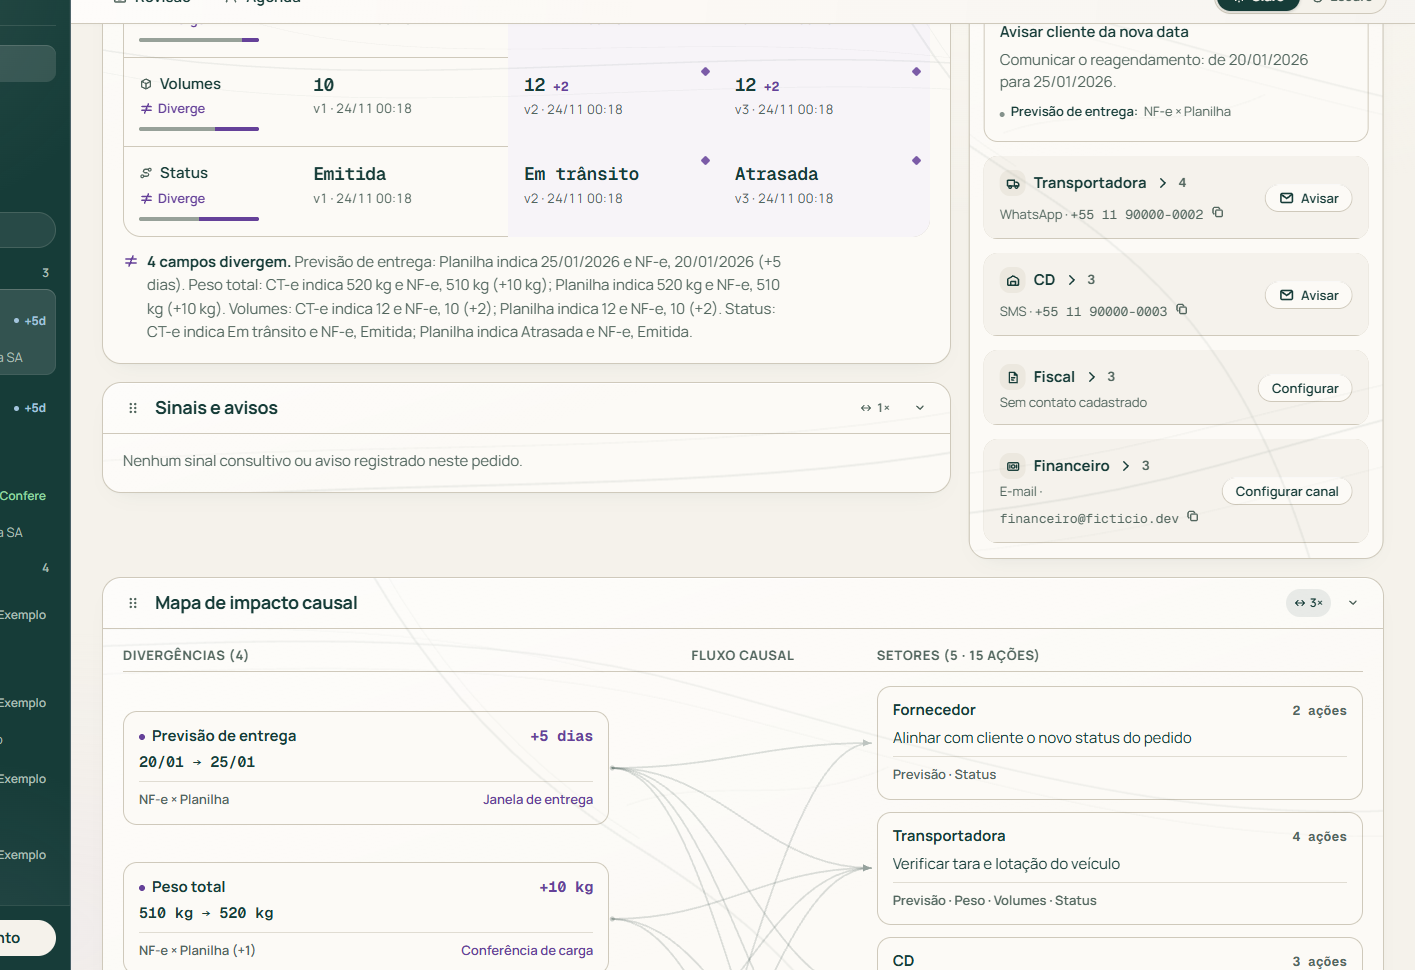 Revisão
Agenda
Claro
Escuro
3
+5d
a SA
+5d
Confere
a SA
4
Exemplo
Exemplo
o
Exemplo
Exemplo
nto
Diverge
Volumes
Diverge
10
v1 · 24/11 00:18
12 +2
v2 · 24/11 00:18
12 +2
v3 · 24/11 00:18
Status
Diverge
Emitida
v1 · 24/11 00:18
Em trânsito
v2 · 24/11 00:18
Atrasada
v3 · 24/11 00:18
≠ 4 campos divergem. Previsão de entrega: Planilha indica 25/01/2026 e NF-e, 20/01/2026 (+5
dias). Peso total: CT-e indica 520 kg e NF-e, 510 kg (+10 kg); Planilha indica 520 kg e NF-e, 510
kg (+10 kg). Volumes: CT-e indica 12 e NF-e, 10 (+2); Planilha indica 12 e NF-e, 10 (+2). Status:
CT-e indica Em trânsito e NF-e, Emitida; Planilha indica Atrasada e NF-e, Emitida.
Sinais e avisos
↔ 1×
Nenhum sinal consultivo ou aviso registrado neste pedido.
Avisar cliente da nova data
Comunicar o reagendamento: de 20/01/2026
para 25/01/2026.
Previsão de entrega: NF-e × Planilha
Transportadora > 4
WhatsApp · +55 11 90000-0002
Avisar
CD > 3
SMS · +55 11 90000-0003
Avisar
Fiscal > 3
Sem contato cadastrado
Configurar
Financeiro > 3
E-mail ·
financeiro@ficticio.dev
Configurar canal
Mapa de impacto causal
↔ 3×
DIVERGÊNCIAS (4)
FLUXO CAUSAL
SETORES (5 · 15 AÇÕES)
Previsão de entrega
+5 dias
20/01 → 25/01
NF-e × Planilha
Janela de entrega
Peso total
+10 kg
510 kg → 520 kg
NF-e × Planilha (+1)
Conferência de carga
Fornecedor
2 ações
Alinhar com cliente o novo status do pedido
Previsão · Status
Transportadora
4 ações
Verificar tara e lotação do veículo
Previsão · Peso · Volumes · Status
CD
3 ações